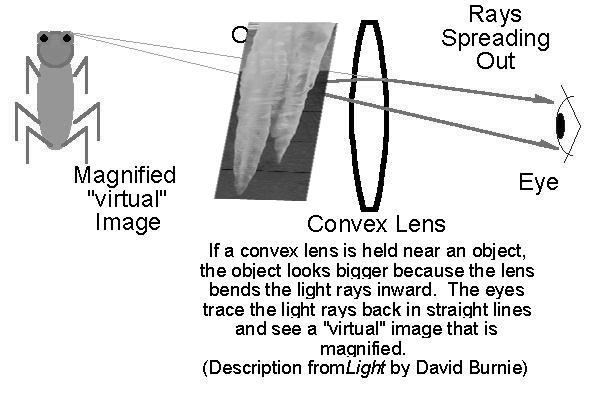 Rays
Spreading
Out
O
Magnified
"virtual"
Image
Eye
Convex Lens
If a convex lens is held near an object,
the object looks bigger because the lens
bends the light rays inward.  The eyes
trace the light rays back in straight lines
and see a "virtual" image that is
magnified.
(Description from Light by David Burnie)